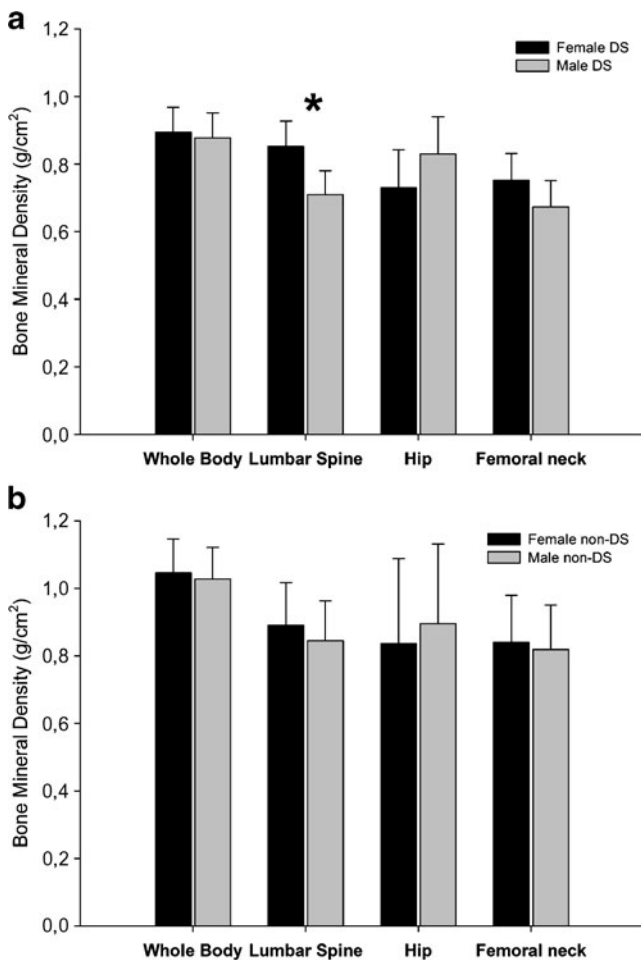 a
1,2
1,0
0,8
0,6
0,4
0,2
0,0
Bone Mineral Density (g/cm²)
Female DS
Male DS
*
Whole Body Lumbar Spine Hip Femoral neck
b
1,2
1,0
0,8
0,6
0,4
0,2
0,0
Bone Mineral Density (g/cm²)
Female non-DS
Male non-DS
Whole Body Lumbar Spine Hip Femoral neck